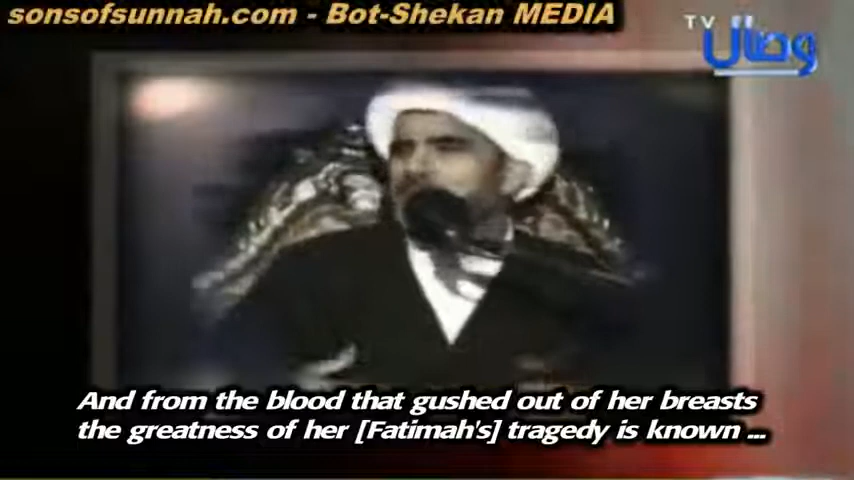 sonsofsunnah.com - Bot-Shekan MEDIA
TV وصال
And from the blood that gushed out of her breasts
the greatness of her [Fatimah's] tragedy is known ...